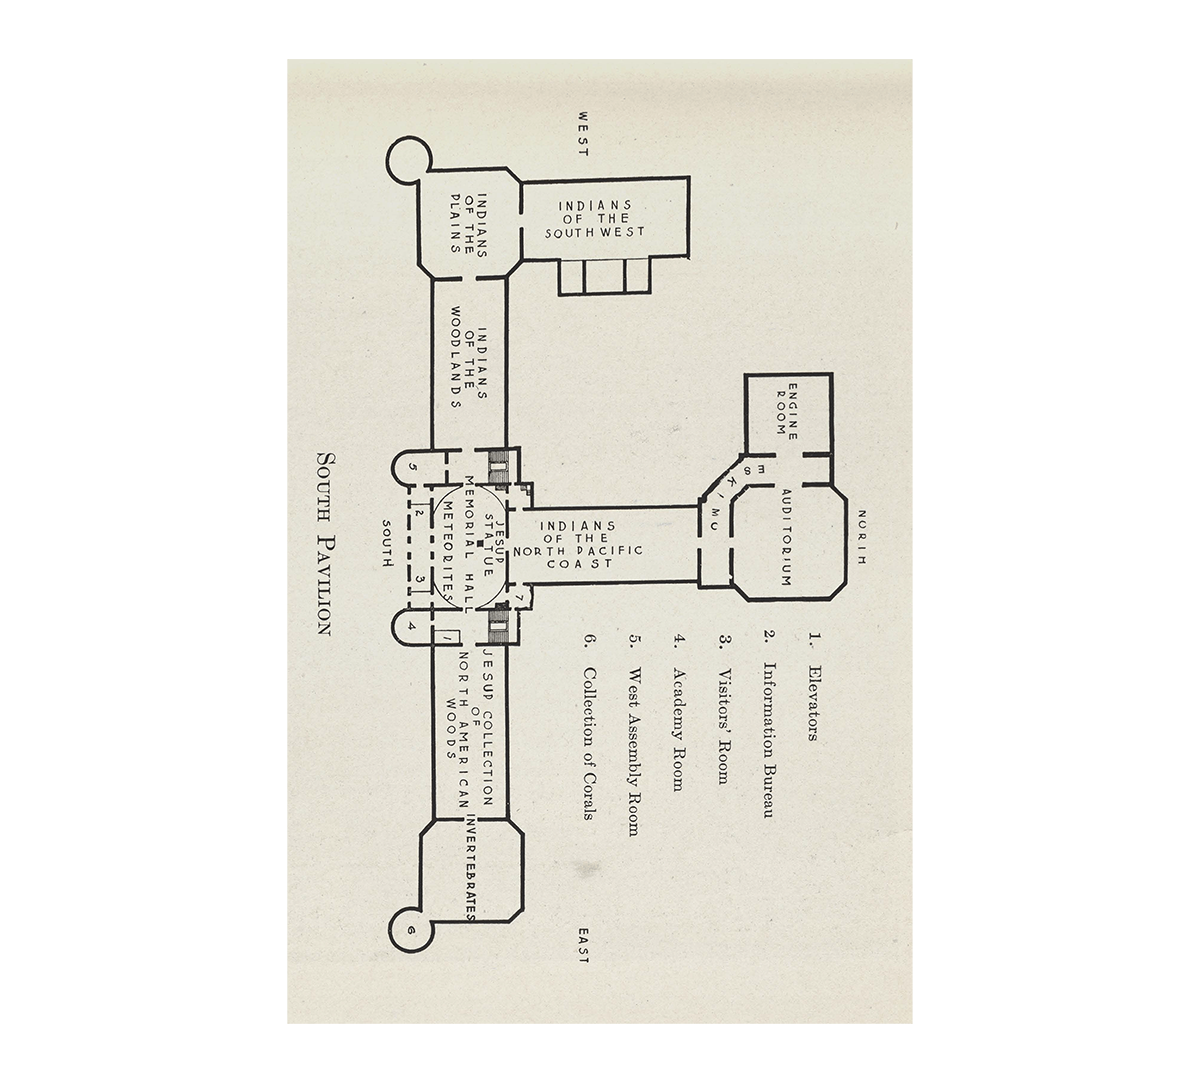 NORTH
ENGINE
ROOM
AUDITORIUM
ESKIMO
1. Elevators
2. Information Bureau
3. Visitors' Room
4. Academy Room
5. West Assembly Room
6. Collection of Corals
WEST
EAST
INDIANS
OF THE
SOUTHWEST
INDIANS
OF THE
NORTH PACIFIC
COAST
7
INDIANS
OF THE
PLAINS
INDIANS
OF THE
WOODLANDS
JESUP
STATUE
MEMORIAL HALL
METEORITES
JESUP COLLECTION
OF
NORTH AMERICAN
WOODS
INVERTEBRATES
1
2
3
5
4
6
SOUTH
SOUTH PAVILION